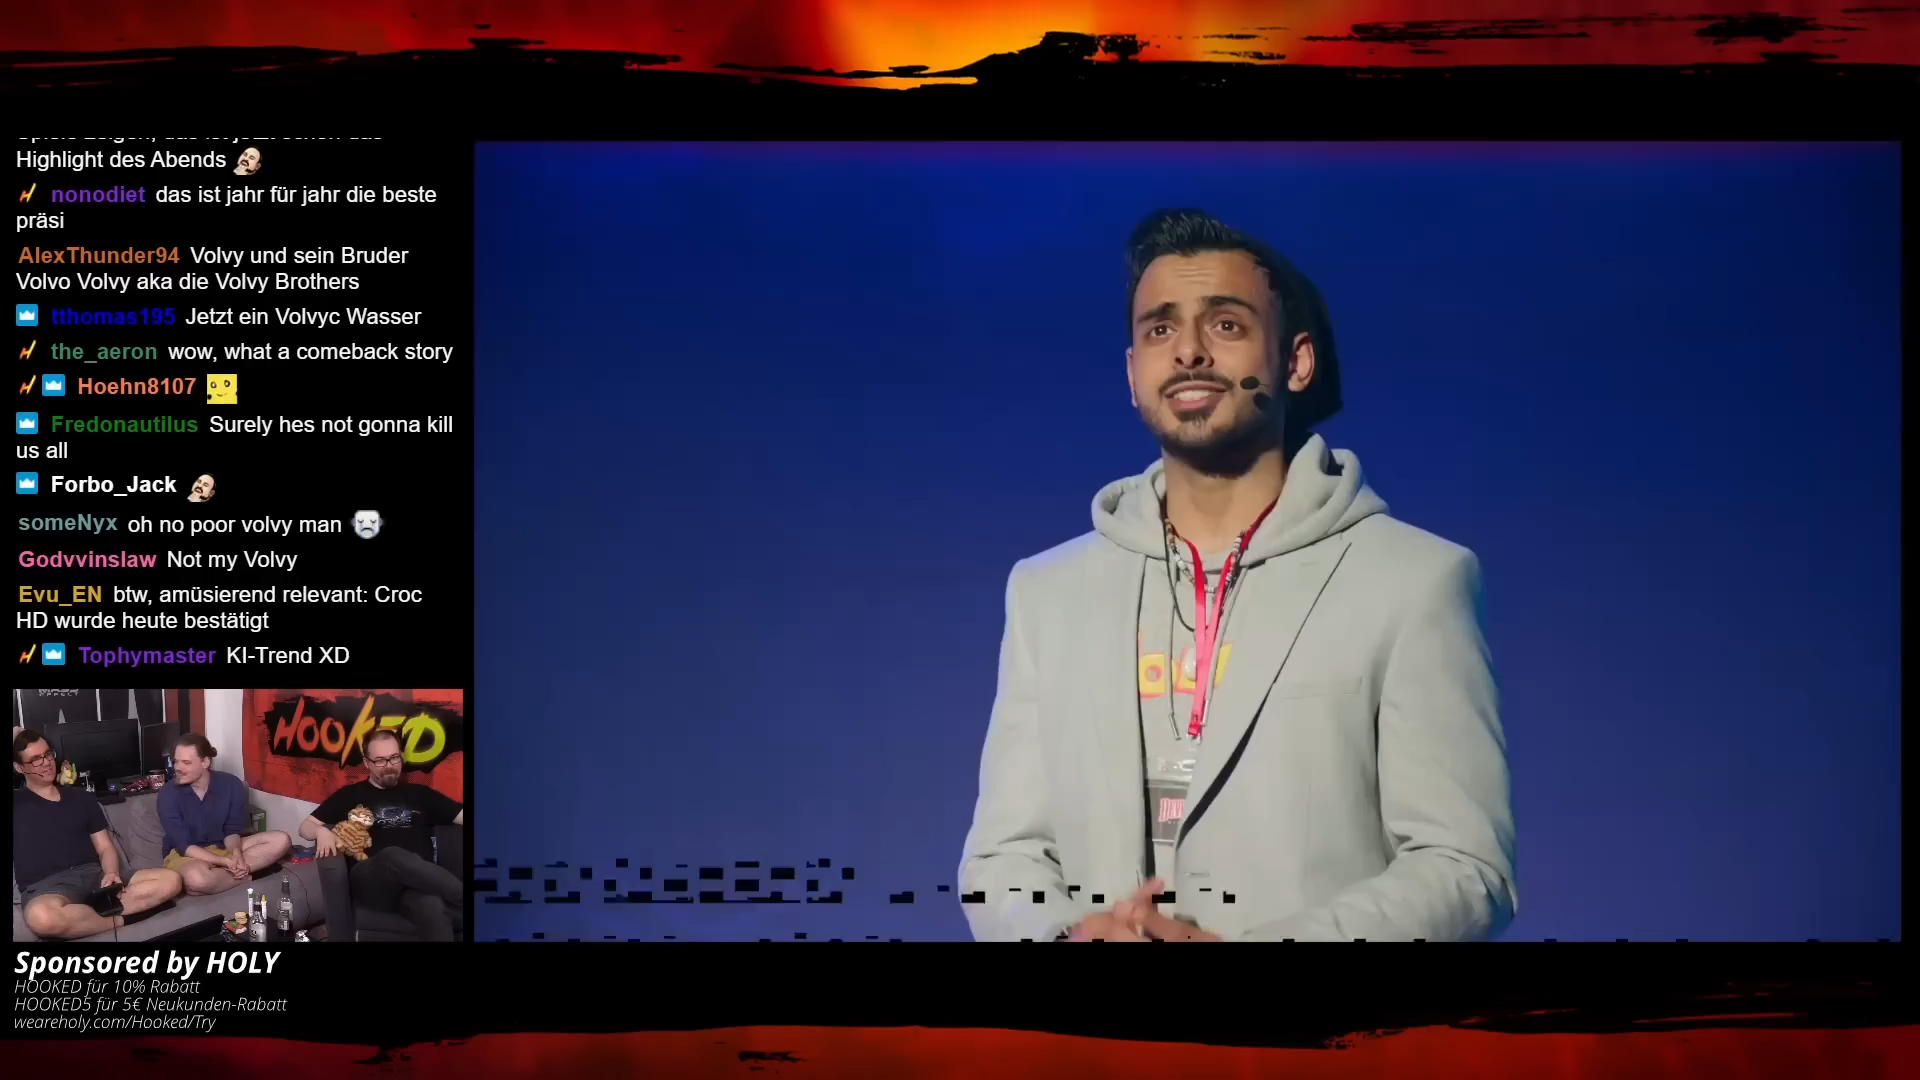 Highlight des Abends
nonodiet das ist jahr für jahr die beste
präsi
AlexThunder94 Volvy und sein Bruder
Volvo Volvy aka die Volvy Brothers
tthomas195 Jetzt ein Volvyc Wasser
the_aeron wow, what a comeback story
Hoehn8107
Fredonautilus Surely hes not gonna kill
us all
Forbo_Jack
someNyx oh no poor volvy man
Godvvinslaw Not my Volvy
Evu_EN btw, amüsierend relevant: Croc
HD wurde heute bestätigt
Tophymaster KI-Trend XD
HOOKED
Sponsored by HOLY
HOOKED für 10% Rabatt
HOOKED5 für 5€ Neukunden-Rabatt
weareholy.com/Hooked/Try